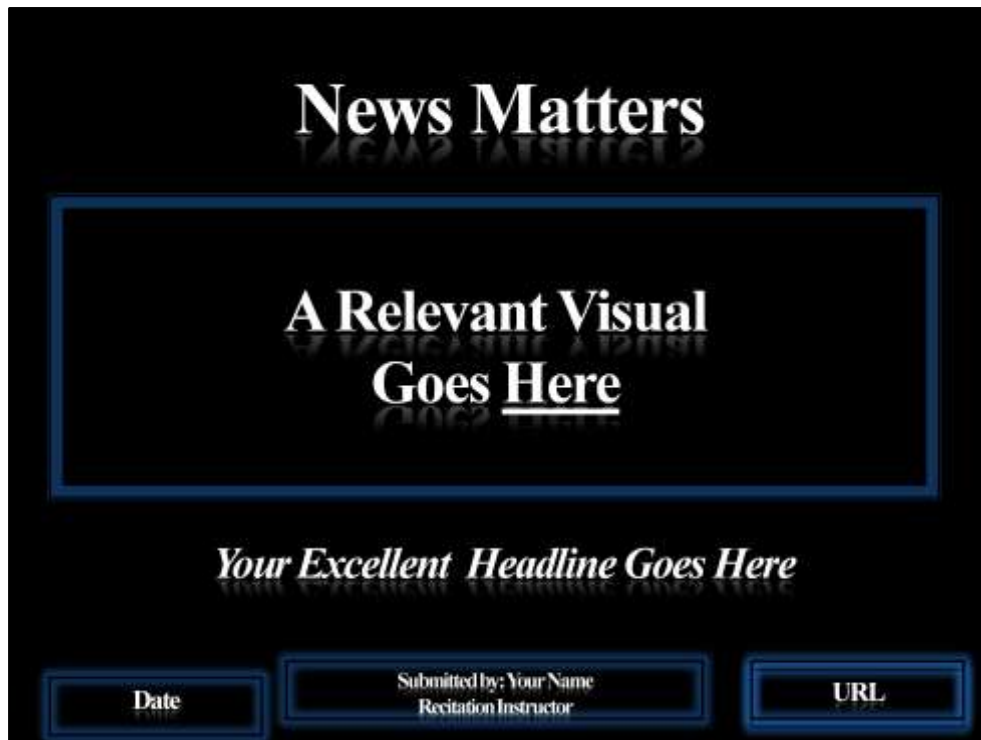 News Matters
A Relevant Visual
Goes Here
Your Excellent Headline Goes Here
Date
Submitted by: Your Name
Recitation Instructor
URL